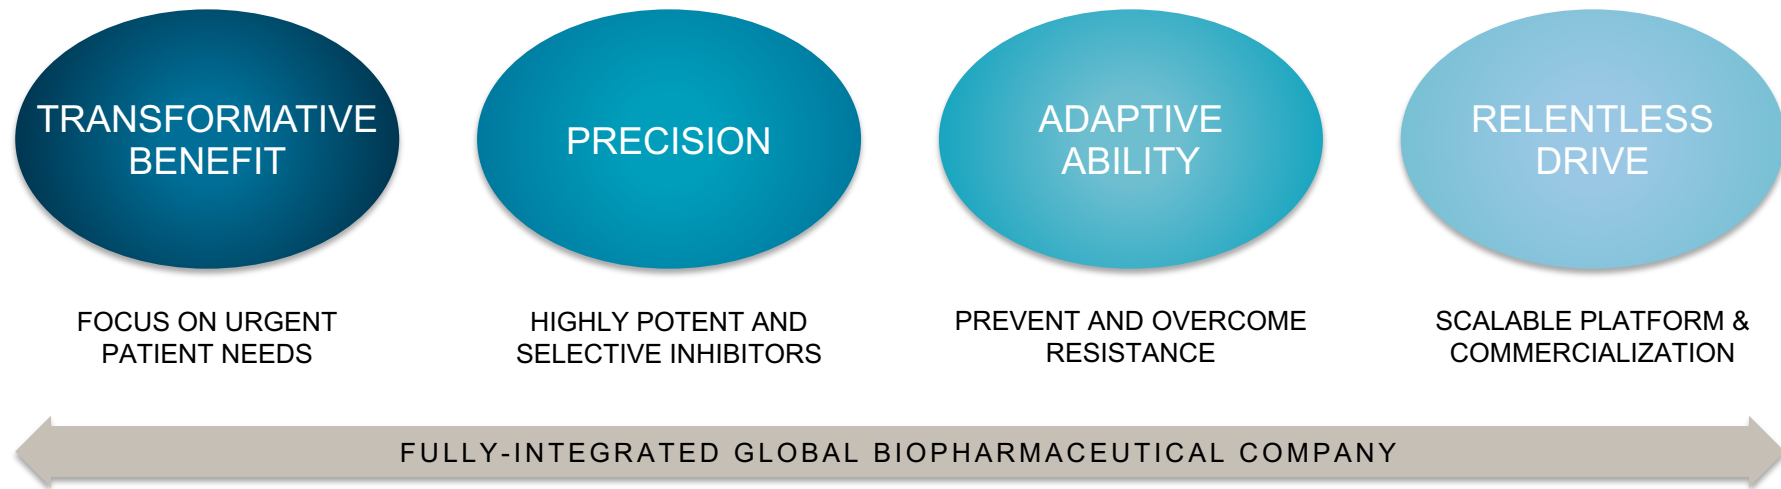 TRANSFORMATIVE
BENEFIT
PRECISION
ADAPTIVE
ABILITY
RELENTLESS
DRIVE
FOCUS ON URGENT
PATIENT NEEDS
HIGHLY POTENT AND
SELECTIVE INHIBITORS
PREVENT AND OVERCOME
RESISTANCE
SCALABLE PLATFORM &
COMMERCIALIZATION
FULLY-INTEGRATED GLOBAL BIOPHARMACEUTICAL COMPANY